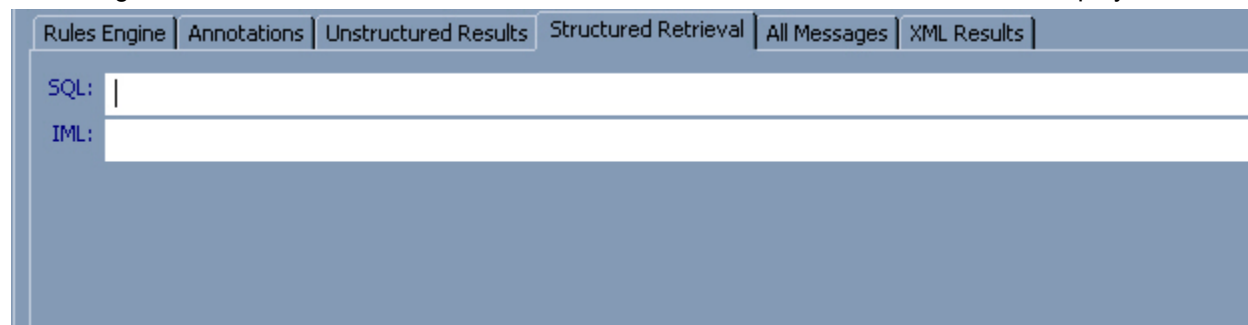 Rules Engine Annotations Unstructured Results Structured Retrieval All Messages XML Results
SQL:
IML: